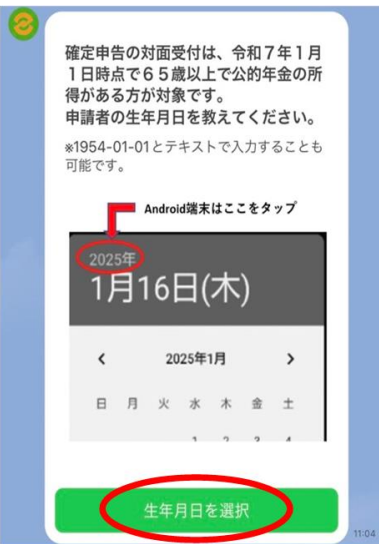 確定申告の対面受付は、令和7年1月
1日時点で65歳以上で公的年金の所
得がある方が対象です。
申請者の生年月日を教えてください。
※1954-01-01とテキストで入力することも
可能です。
Android端末はここをタップ
2025年
1月16日(木)
< 2025年1月 >
日 月 火 水 木 金 土
1 2 3 4
生年月日を選択
11:04